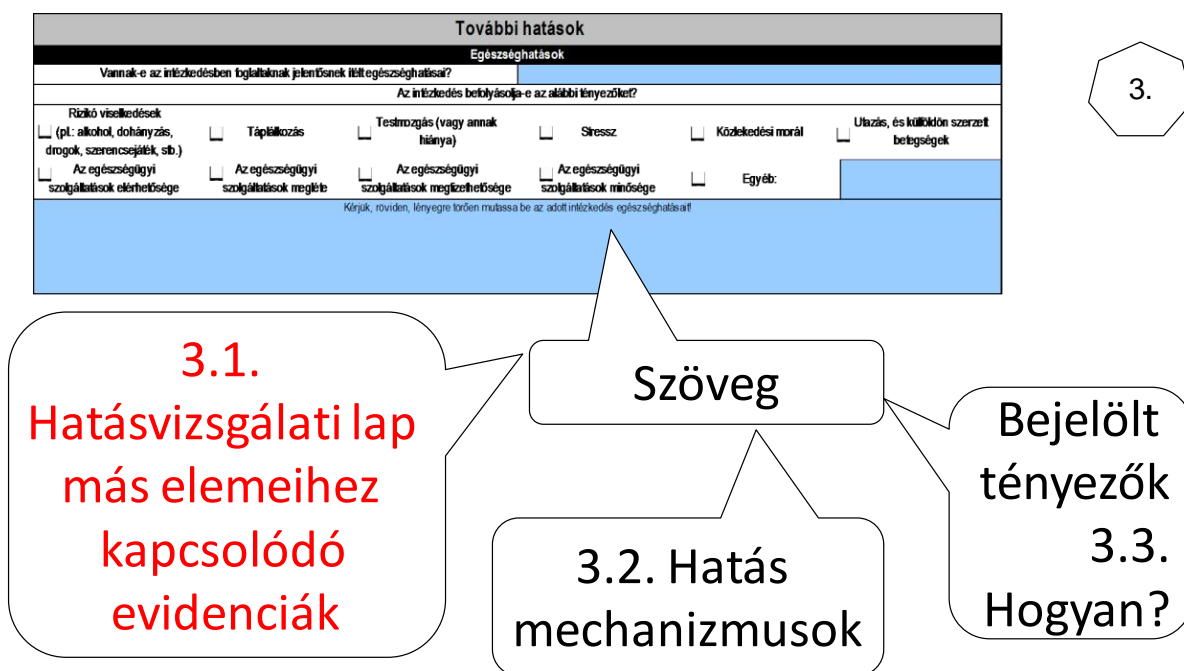 További hatások
Egészséghatások
Vannak-e az intézkedésben foglaltaknak jelentősnek ítélt egészséghatásai?
Az intézkedés befolyásolja-e az alábbi tényezőket?
Rizikó viselkedések
(pl.: alkohol, dohányzás,
drogok, szerencsejáték, stb.)
Táplálkozás
Testmozgás (vagy annak
hiánya)
Stressz
Közlekedési morál
Utazás, és külföldön szerzett
betegségek
Az egészségügyi
szolgáltatások elérhetősége
Az egészségügyi
szolgáltatások megléte
Az egészségügyi
szolgáltatások megfizethetősége
Az egészségügyi
szolgáltatások minősége
Egyéb:
Kérjük, röviden, lényegre törően mutassa be az adott intézkedés egészséghatásait!
3.
3.1.
Hatásvizsgálati lap
más elemeihez
kapcsolódó
evidenciák
Szöveg
3.2. Hatás
mechanizmusok
Bejelölt
tényezők
3.3.
Hogyan?